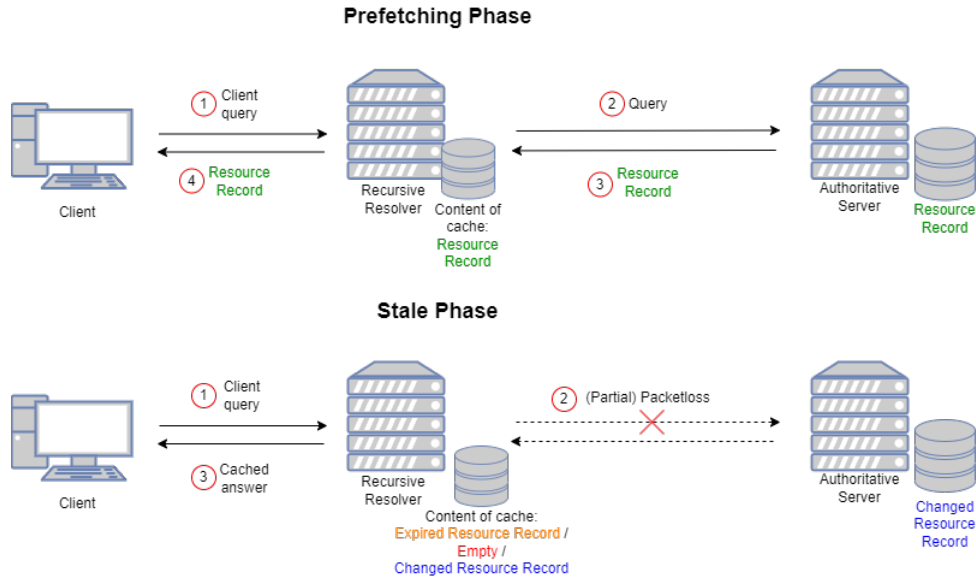 Prefetching Phase
1 Client
query
2 Query
4 Resource
Record
3 Resource
Record
Client
Recursive
Resolver
Content of
cache:
Resource
Record
Authoritative
Server
Resource
Record
Stale Phase
1 Client
query
2 (Partial) Packetloss
3 Cached
answer
Client
Recursive
Resolver
Content of cache:
Expired Resource Record /
Empty /
Changed Resource Record
Authoritative
Server
Changed
Resource
Record